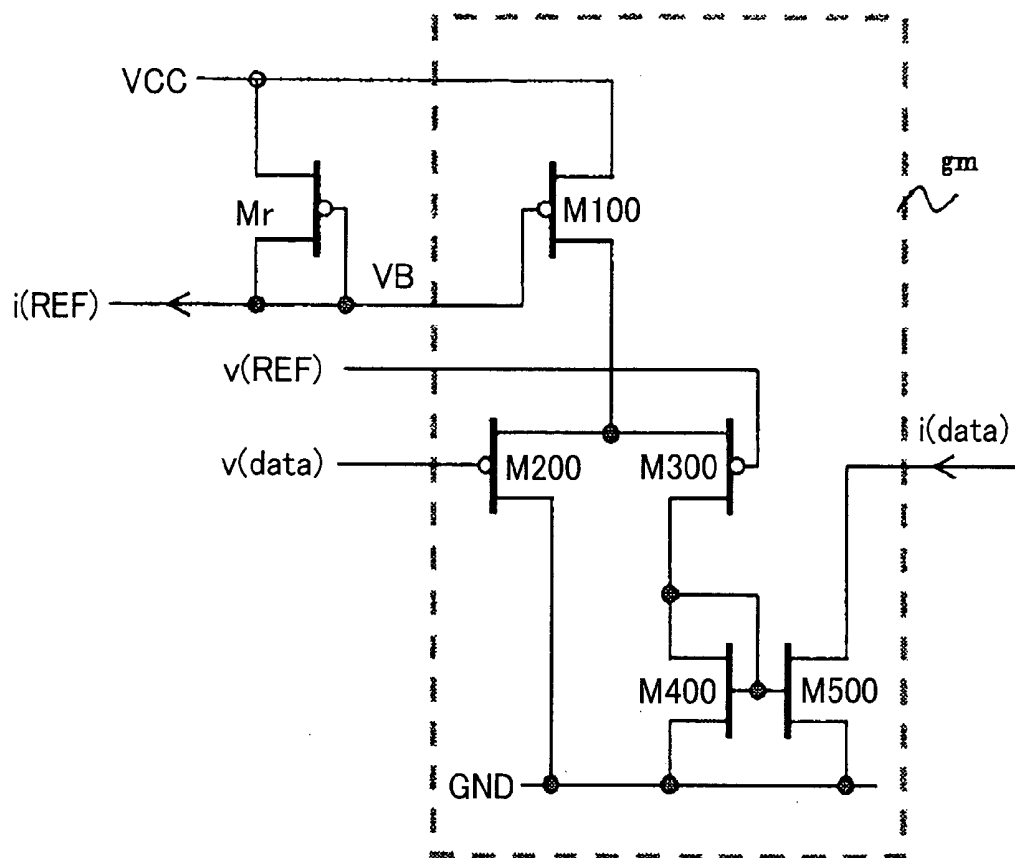 VCC
gm
Mr
M100
VB
i(REF)
v(REF)
i(data)
v(data)
M200
M300
M400
M500
GND